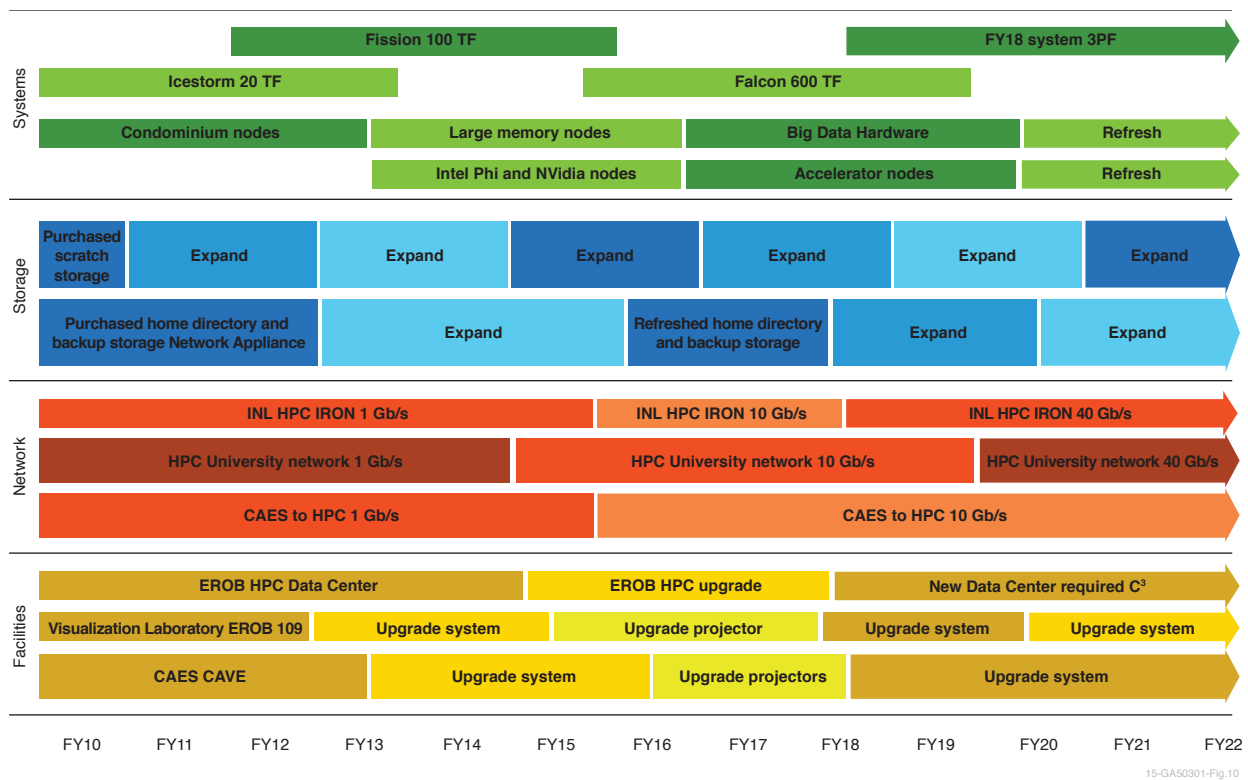 Systems
Fission 100 TF
FY18 system 3PF
Icestorm 20 TF
Falcon 600 TF
Condominium nodes
Large memory nodes
Big Data Hardware
Refresh
Intel Phi and NVidia nodes
Accelerator nodes
Refresh
Storage
Purchased
scratch
storage
Expand
Expand
Expand
Expand
Expand
Expand
Purchased home directory and
backup storage Network Appliance
Expand
Refreshed home directory
and backup storage
Expand
Expand
Network
INL HPC IRON 1 Gb/s
INL HPC IRON 10 Gb/s
INL HPC IRON 40 Gb/s
HPC University network 1 Gb/s
HPC University network 10 Gb/s
HPC University network 40 Gb/s
CAES to HPC 1 Gb/s
CAES to HPC 10 Gb/s
Facilities
EROB HPC Data Center
EROB HPC upgrade
New Data Center required C³
Visualization Laboratory EROB 109
Upgrade system
Upgrade projector
Upgrade system
Upgrade system
CAES CAVE
Upgrade system
Upgrade projectors
Upgrade system
FY10 FY11 FY12 FY13 FY14 FY15 FY16 FY17 FY18 FY19 FY20 FY21 FY22
15-GA50301-Fig.10